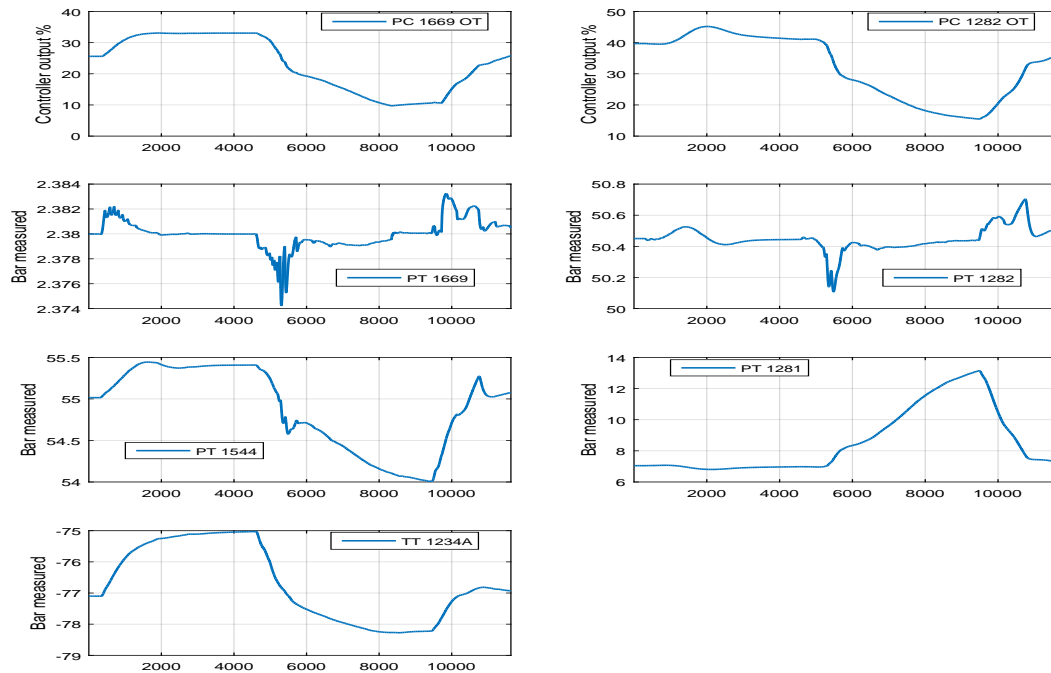 PC 1669 OT
Controller output %
40
30
20
10
0
2000 4000 6000 8000 10000
PC 1282 OT
Controller output %
50
40
30
20
10
2000 4000 6000 8000 10000
PT 1669
Bar measured
2.384
2.382
2.38
2.378
2.376
2.374
2000 4000 6000 8000 10000
PT 1282
Bar measured
50.8
50.6
50.4
50.2
50
2000 4000 6000 8000 10000
PT 1544
Bar measured
55.5
55
54.5
54
2000 4000 6000 8000 10000
PT 1281
Bar measured
14
12
10
8
6
2000 4000 6000 8000 10000
TT 1234A
Bar measured
-75
-76
-77
-78
-79
2000 4000 6000 8000 10000